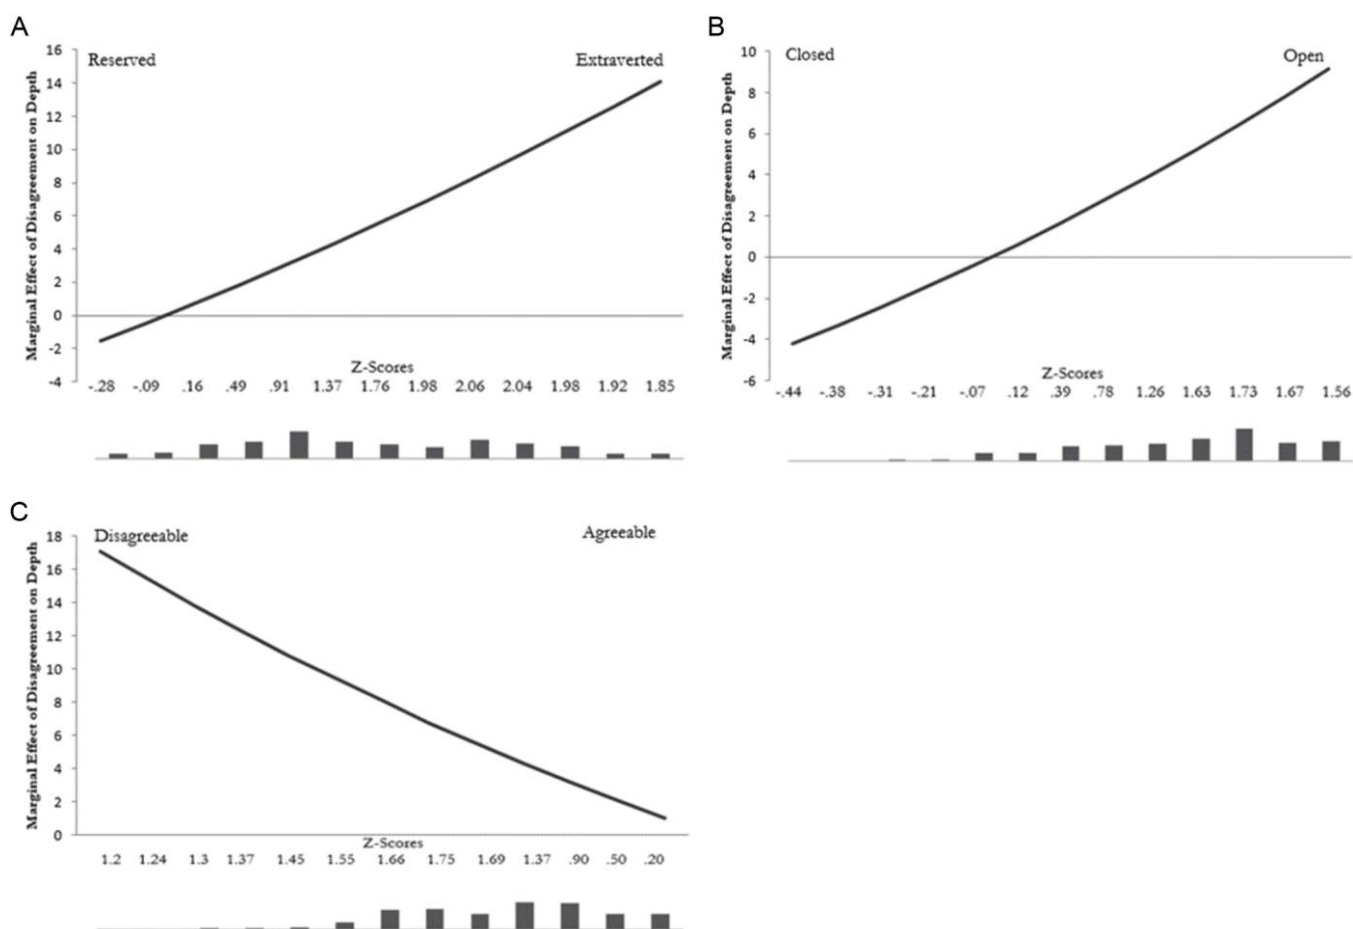 A
Marginal Effect of Disagreement on Depth
16
Reserved
Extraverted
14
12
10
8
6
4
2
0
-2
-4
Z-Scores
-.28 -.09 .16 .49 .91 1.37 1.76 1.98 2.06 2.04 1.98 1.92 1.85
B
Marginal Effect of Disagreement on Depth
10
Closed
Open
8
6
4
2
0
-2
-4
-6
Z-Scores
-.44 -.38 -.31 -.21 -.07 .12 .39 .78 1.26 1.63 1.73 1.67 1.56
C
Marginal Effect of Disagreement on Depth
18
Disagreeable
Agreeable
16
14
12
10
8
6
4
2
0
Z-Scores
1.2 1.24 1.3 1.37 1.45 1.55 1.66 1.75 1.69 1.37 .90 .50 .20